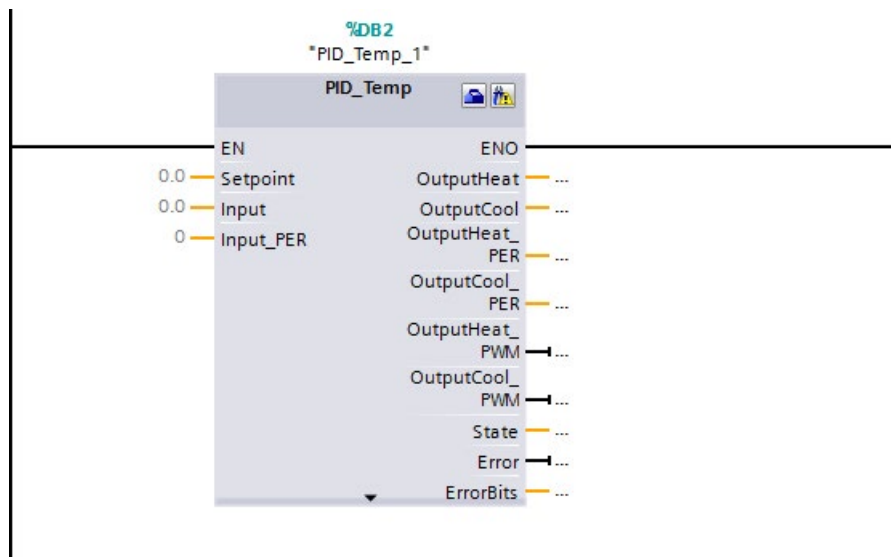 %DB2
"PID_Temp_1"
PID_Temp
EN ENO
0.0 Setpoint OutputHeat ...
0.0 Input OutputCool ...
0 Input_PER OutputHeat_
PER ...
OutputCool_
PER ...
OutputHeat_
PWM ...
OutputCool_
PWM ...
State ...
Error ...
ErrorBits ...